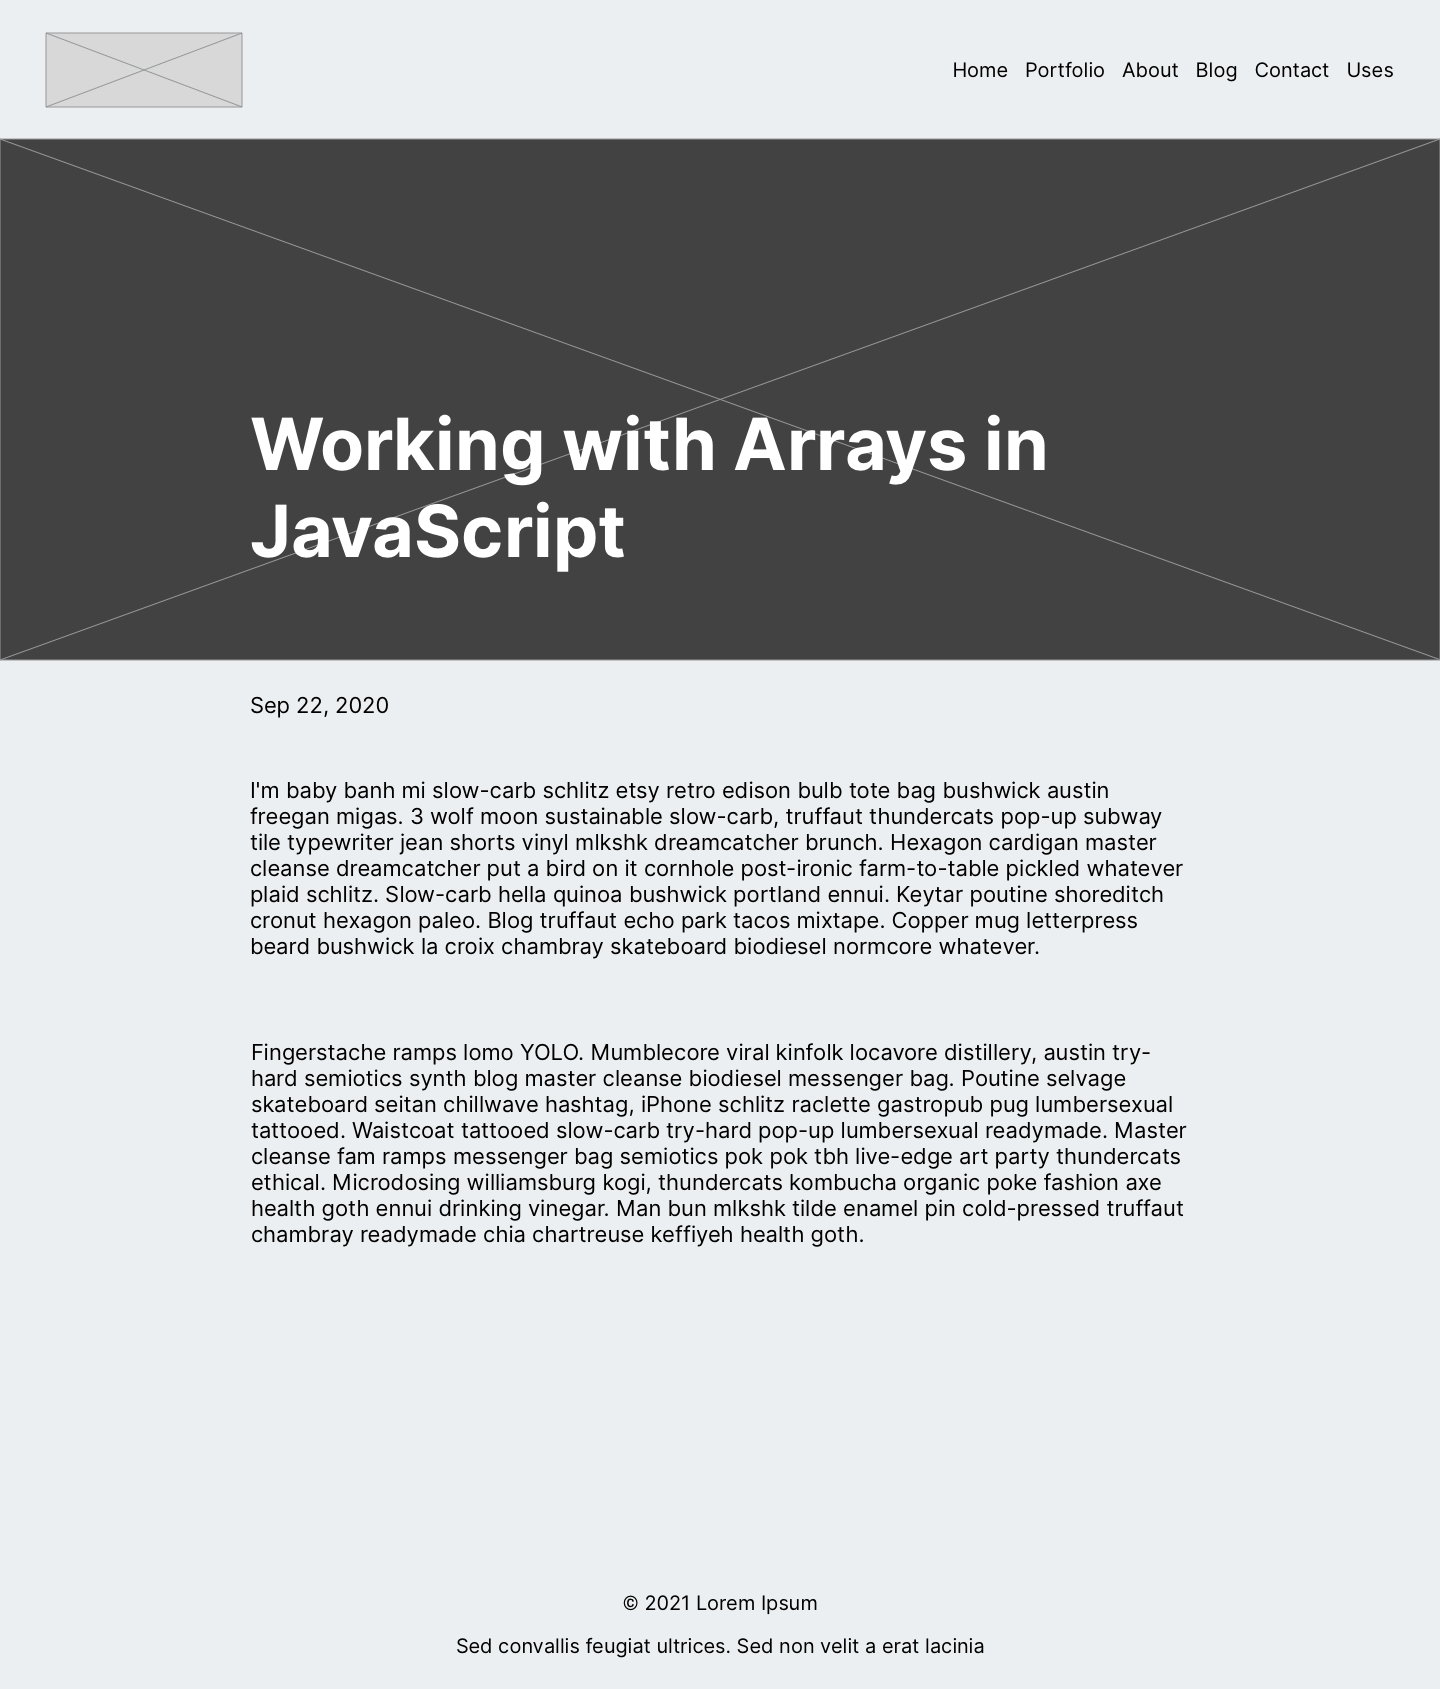 Home Portfolio About Blog Contact Uses
Working with Arrays in
JavaScript
Sep 22, 2020
I'm baby banh mi slow-carb schlitz etsy retro edison bulb tote bag bushwick austin
freegan migas. 3 wolf moon sustainable slow-carb, truffaut thundercats pop-up subway
tile typewriter jean shorts vinyl mlkshk dreamcatcher brunch. Hexagon cardigan master
cleanse dreamcatcher put a bird on it cornhole post-ironic farm-to-table pickled whatever
plaid schlitz. Slow-carb hella quinoa bushwick portland ennui. Keytar poutine shoreditch
cronut hexagon paleo. Blog truffaut echo park tacos mixtape. Copper mug letterpress
beard bushwick la croix chambray skateboard biodiesel normcore whatever.
Fingerstache ramps lomo YOLO. Mumblecore viral kinfolk locavore distillery, austin try-
hard semiotics synth blog master cleanse biodiesel messenger bag. Poutine selvage
skateboard seitan chillwave hashtag, iPhone schlitz raclette gastropub pug lumbersexual
tattooed. Waistcoat tattooed slow-carb try-hard pop-up lumbersexual readymade. Master
cleanse fam ramps messenger bag semiotics pok pok tbh live-edge art party thundercats
ethical. Microdosing williamsburg kogi, thundercats kombucha organic poke fashion axe
health goth ennui drinking vinegar. Man bun mlkshk tilde enamel pin cold-pressed truffaut
chambray readymade chia chartreuse keffiyeh health goth.
© 2021 Lorem Ipsum
Sed convallis feugiat ultrices. Sed non velit a erat lacinia